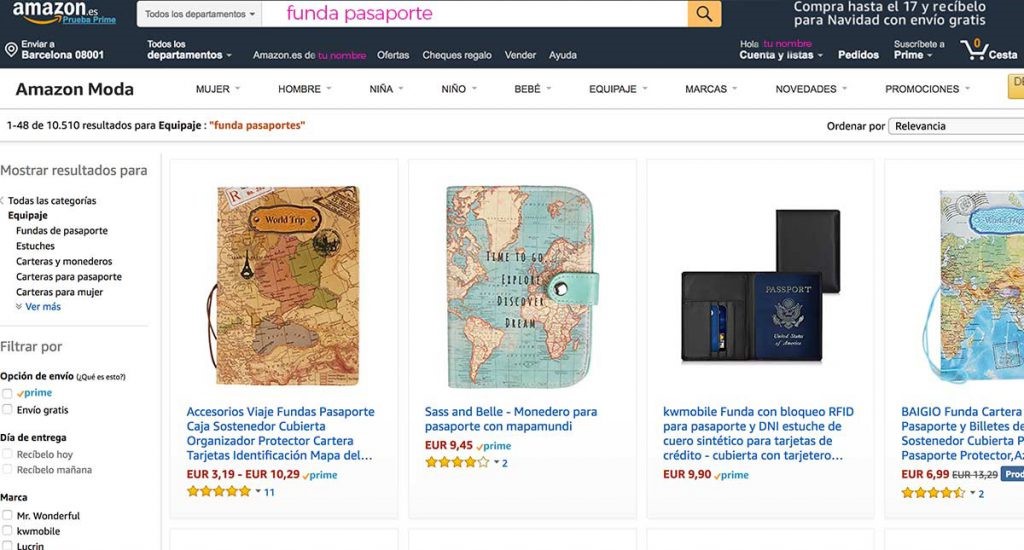 amazon.es
Prueba Prime
Todos los departamentos
funda pasaporte
Compra hasta el 17 y recíbelo
para Navidad con envío gratis
Enviar a
Barcelona 08001
Todos los
departamentos
Amazon.es de tu nombre
Ofertas
Cheques regalo
Vender
Ayuda
Hola tu nombre
Cuenta y listas
Pedidos
Suscríbete a
Prime
0
Cesta
Amazon Moda
MUJER
HOMBRE
NIÑA
NIÑO
BEBÉ
EQUIPAJE
MARCAS
NOVEDADES
PROMOCIONES
DE
1-48 de 10.510 resultados para Equipaje : "funda pasaportes"
Ordenar por
Relevancia
Mostrar resultados para
Todas las categorías
Equipaje
Fundas de pasaporte
Estuches
Carteras y monederos
Carteras para pasaporte
Carteras para mujer
Ver más
Filtrar por
Opción de envío (¿Qué es esto?)
prime
Envío gratis
Día de entrega
Recíbelo hoy
Recíbelo mañana
Marca
Mr. Wonderful
kwmobile
Lucrin
World Trip
Accesorios Viaje Fundas Pasaporte
Caja Sostenedor Cubierta
Organizador Protector Cartera
Tarjetas Identificación Mapa del...
EUR 3,19 - EUR 10,29 prime
11
TIME TO GO
EXPLORE
DISCOVER
DREAM
Sass and Belle - Monedero para
pasaporte con mapamundi
EUR 9,45 prime
2
PASSPORT
United States
of America
kwmobile Funda con bloqueo RFID
para pasaporte y DNI estuche de
cuero sintético para tarjetas de
crédito - cubierta con tarjetero...
EUR 9,90 prime
World Trip
BAIGIO Funda Cartera
Pasaporte y Billetes de
Sostenedor Cubierta P
Pasaporte Protector,Az
EUR 6,99 EUR 13,29 Prod
2